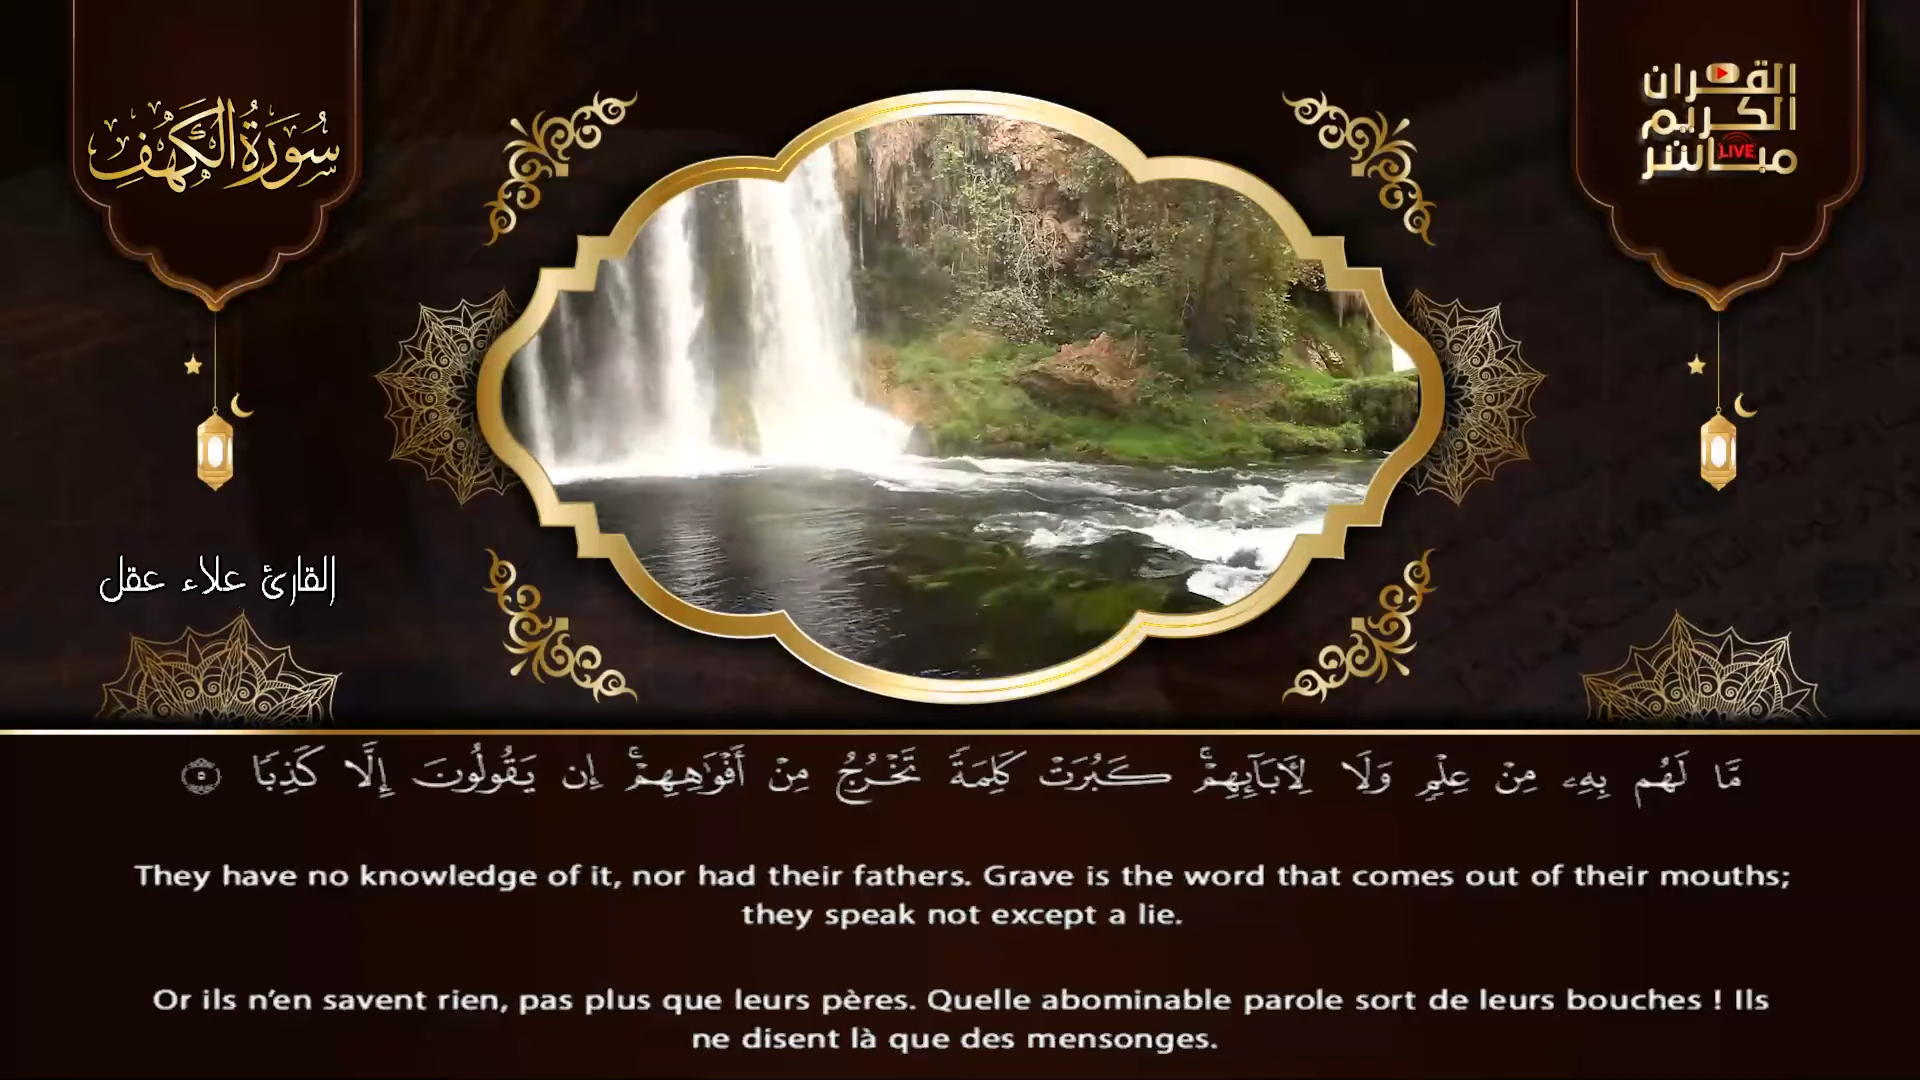 سُورَةُ الكَهْفِ
القرآن
الكريم
مباشر
LIVE
القارئ علاء عقل
مَّا لَهُم بِهِۦ مِنْ عِلْمٍ وَلَا لِآبَآئِهِمْ ۚ كَبُرَتْ كَلِمَةً تَخْرُجُ مِنْ أَفْوَٰهِهِمْ ۚ إِن يَقُولُونَ إِلَّا كَذِبًا ٥
They have no knowledge of it, nor had their fathers. Grave is the word that comes out of their mouths;
they speak not except a lie.
Or ils n’en savent rien, pas plus que leurs pères. Quelle abominable parole sort de leurs bouches ! Ils
ne disent là que des mensonges.